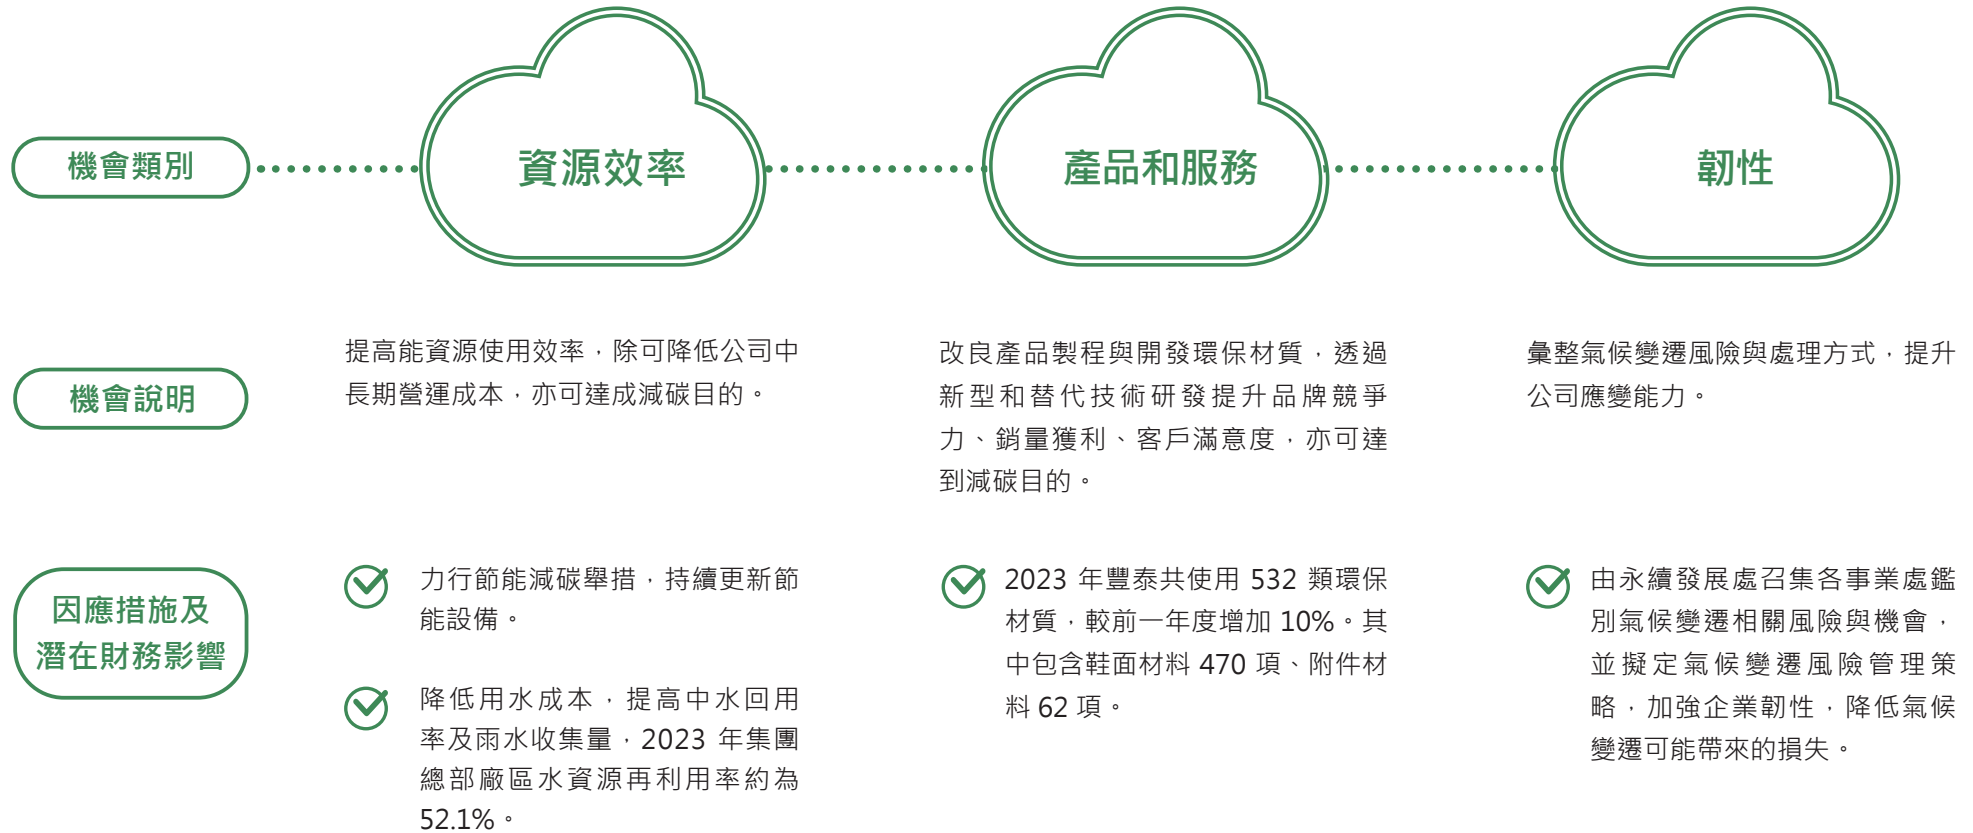 機會類別
資源效率
產品和服務
韌性
機會說明
提高能資源使用效率，除可降低公司中
長期營運成本，亦可達成減碳目的。
改良產品製程與開發環保材質，透過
新型和替代技術研發提升品牌競爭
力、銷量獲利、客戶滿意度，亦可達
到減碳目的。
彙整氣候變遷風險與處理方式，提升
公司應變能力。
因應措施及
潛在財務影響
力行節能減碳舉措，持續更新節
能設備。
降低用水成本，提高中水回用
率及雨水收集量，2023 年集團
總部廠區水資源再利用率約為
52.1%。
2023 年豐泰共使用 532 類環保
材質，較前一年度增加 10%。其
中包含鞋面材料 470 項、附件材
料 62 項。
由永續發展處召集各事業處鑑
別氣候變遷相關風險與機會，
並擬定氣候變遷風險管理策
略，加強企業韌性，降低氣候
變遷可能帶來的損失。